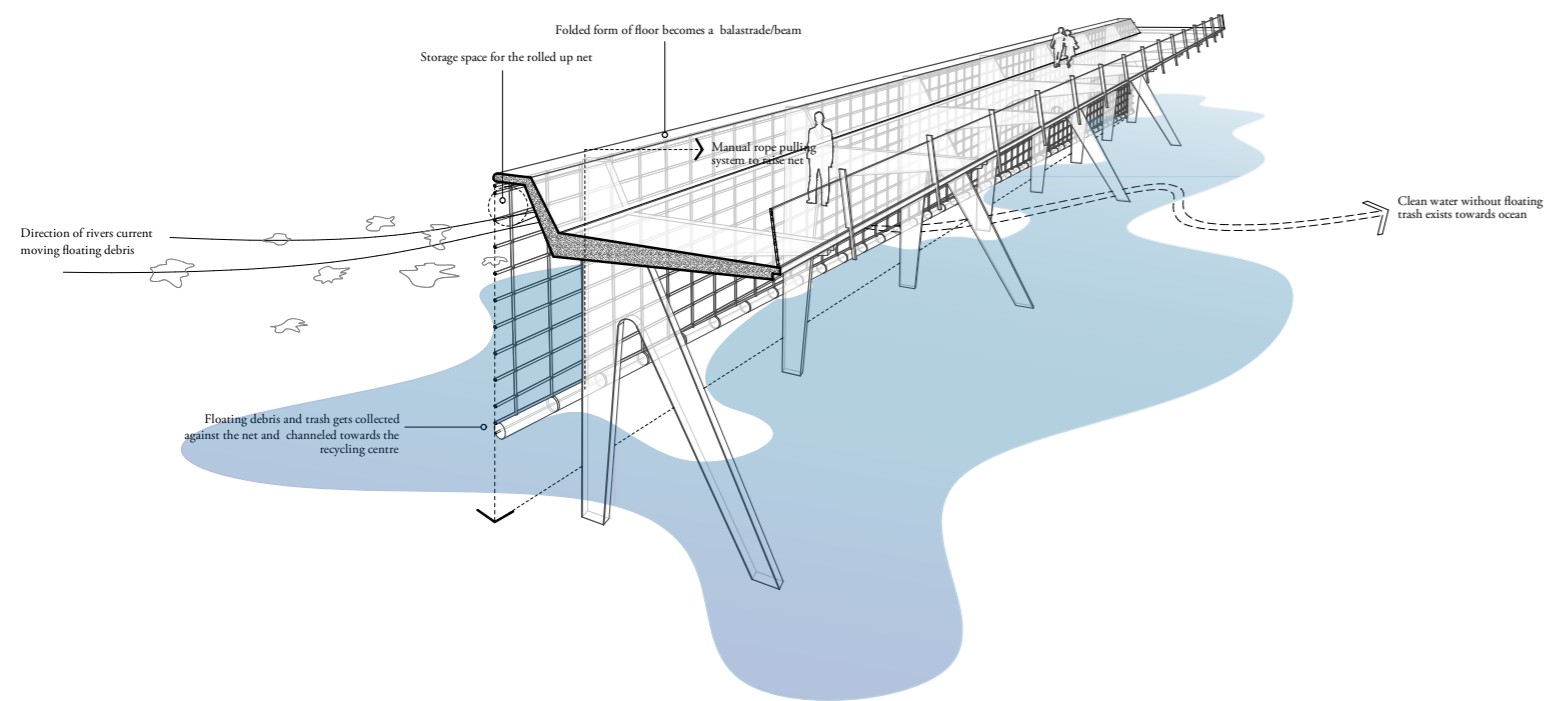 Folded form of floor becomes a balastrade/beam
Storage space for the rolled up net
Manual rope pulling
system to raise net
Clean water without floating
trash exists towards ocean
Direction of rivers current
moving floating debris
Floating debris and trash gets collected
against the net and channeled towards the
recycling centre